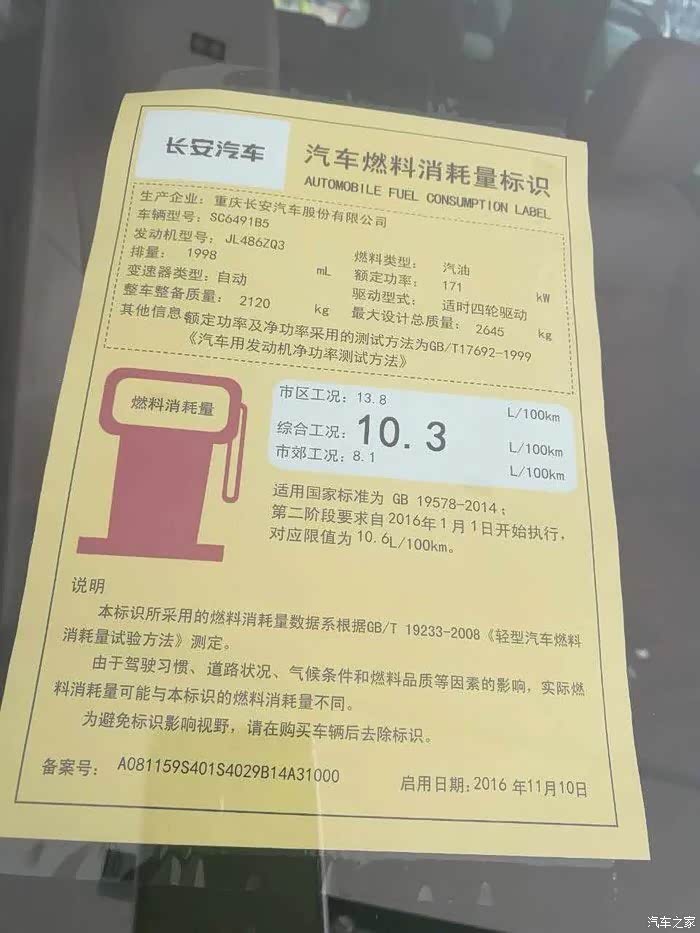 长安汽车
汽车燃料消耗量标识
AUTOMOBILE FUEL CONSUMPTION LABEL
生产企业：重庆长安汽车股份有限公司
车辆型号：SC6491B5
发动机型号：JL486ZQ3
燃料类型： 汽油
排量： 1998 mL
额定功率： 171 kW
变速器类型：自动
驱动型式： 适时四轮驱动
整车整备质量： 2120 kg
最大设计总质量： 2645 kg
其他信息：额定功率及净功率采用的测试方法为GB/T17692-1999
《汽车用发动机净功率测试方法》
燃料消耗量
市区工况：13.8 L/100km
综合工况：10.3 L/100km
市郊工况：8.1 L/100km
适用国家标准为 GB 19578-2014；
第二阶段要求自2016年1月1日开始执行，
对应限值为10.6L/100km。
说明
本标识所采用的燃料消耗量数据系根据GB/T 19233-2008《轻型汽车燃料
消耗量试验方法》测定。
由于驾驶习惯、道路状况、气候条件和燃料品质等因素的影响，实际燃
料消耗量可能与本标识的燃料消耗量不同。
为避免标识影响视野，请在购买车辆后去除标识。
备案号： A081159S401S4029B14A31000
启用日期：2016 年11月10日
汽车之家